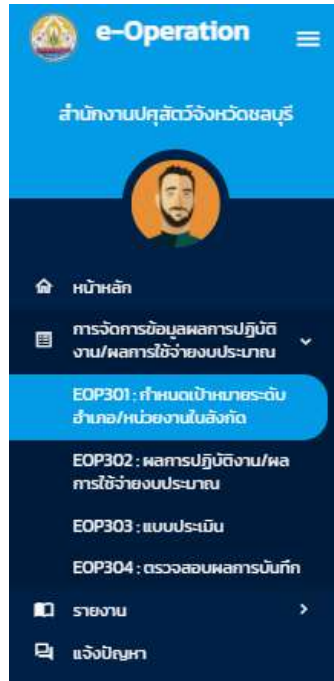 e-Operation
สำนักงานปศุสัตว์จังหวัดชลบุรี
หน้าหลัก
การจัดการข้อมูลผลการปฏิบัติ
งาน/ผลการใช้จ่ายงบประมาณ
EOP301 : กำหนดเป้าหมายระดับ
อำเภอ/หน่วยงานในสังกัด
EOP302 : ผลการปฏิบัติงาน/ผล
การใช้จ่ายงบประมาณ
EOP303 : แบบประเมิน
EOP304 : ตรวจสอบผลการบันทึก
รายงาน
แจ้งปัญหา